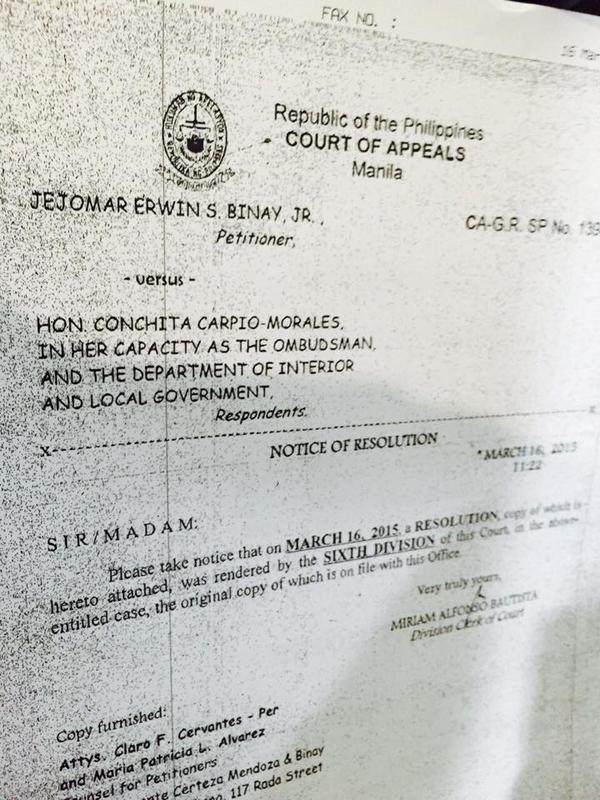 FAX NO. :
16 Mar
Republic of the Philippines
COURT OF APPEALS
Manila
JEJOMAR ERWIN S. BINAY, JR.,
Petitioner,
CA-G.R. SP No. 139
- versus -
HON. CONCHITA CARPIO-MORALES,
IN HER CAPACITY AS THE OMBUDSMAN,
AND THE DEPARTMENT OF INTERIOR
AND LOCAL GOVERNMENT,
Respondents.
x-----------------------------------------------x
NOTICE OF RESOLUTION
MARCH 16, 2015
11:22
SIR/MADAM:
Please take notice that on MARCH 16, 2015, a RESOLUTION, copy of which is
hereto attached, was rendered by the SIXTH DIVISION of this Court, in the above-
entitled case, the original copy of which is on file with this Office.
Very truly yours,
MIRIAM ALFONSO BAUTISTA
Division Clerk of Court
Copy furnished:
Attys. Claro F. Cervantes - Per
and Maria Patricia L. Alvarez
Counsel for Petitioners
Certeza Mendoza & Binay
117 Rada Street